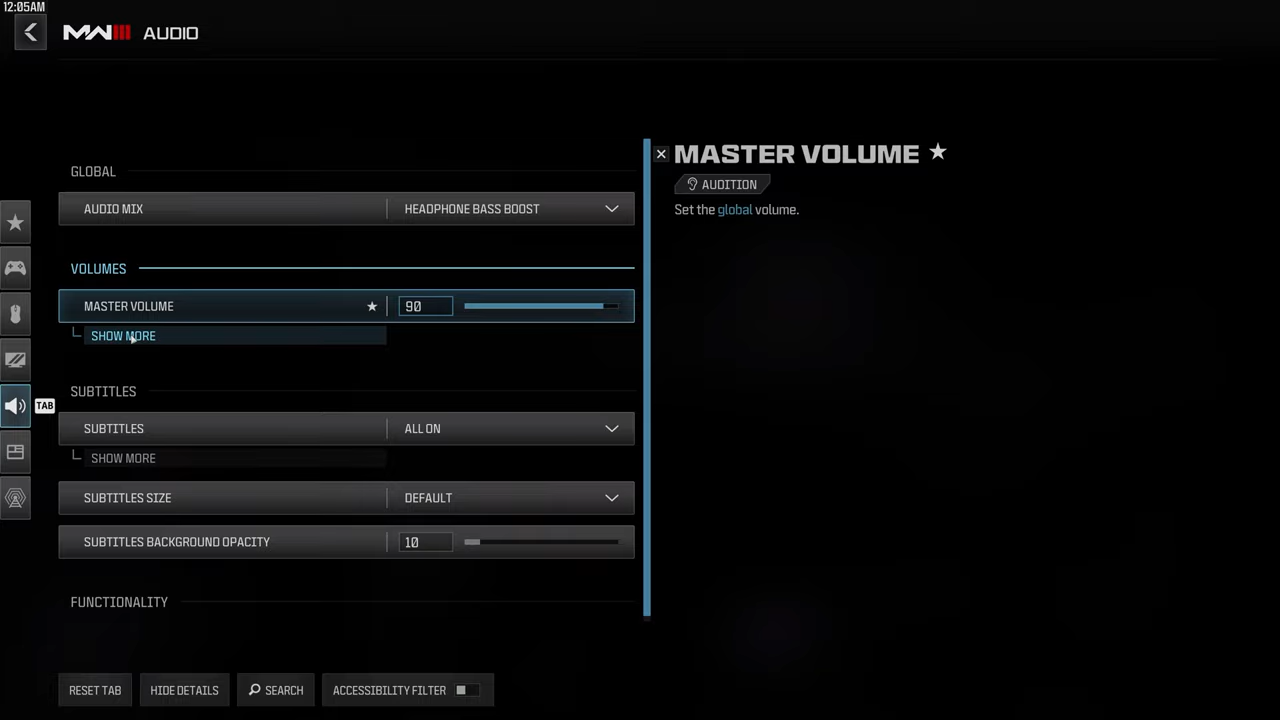 12:05AM
MWIII AUDIO
GLOBAL
AUDIO MIX HEADPHONE BASS BOOST
VOLUMES
MASTER VOLUME 90
SHOW MORE
SUBTITLES
TAB
SUBTITLES ALL ON
SHOW MORE
SUBTITLES SIZE DEFAULT
SUBTITLES BACKGROUND OPACITY 10
FUNCTIONALITY
MASTER VOLUME
AUDITION
Set the global volume.
RESET TAB HIDE DETAILS SEARCH ACCESSIBILITY FILTER